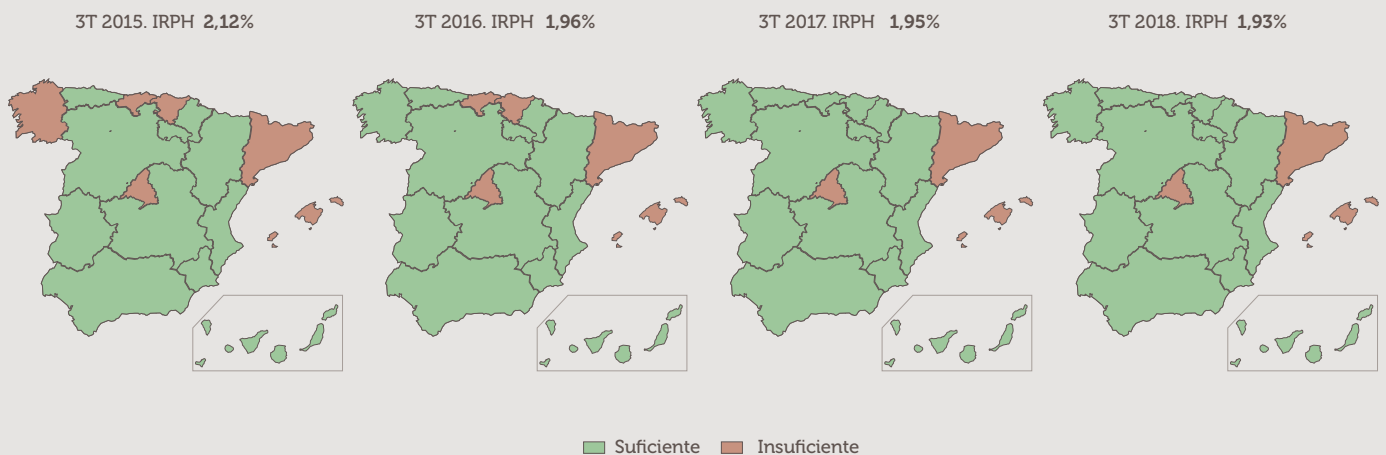 3T 2015. IRPH 2,12%
3T 2016. IRPH 1,96%
3T 2017. IRPH 1,95%
3T 2018. IRPH 1,93%
Suficiente
Insuficiente